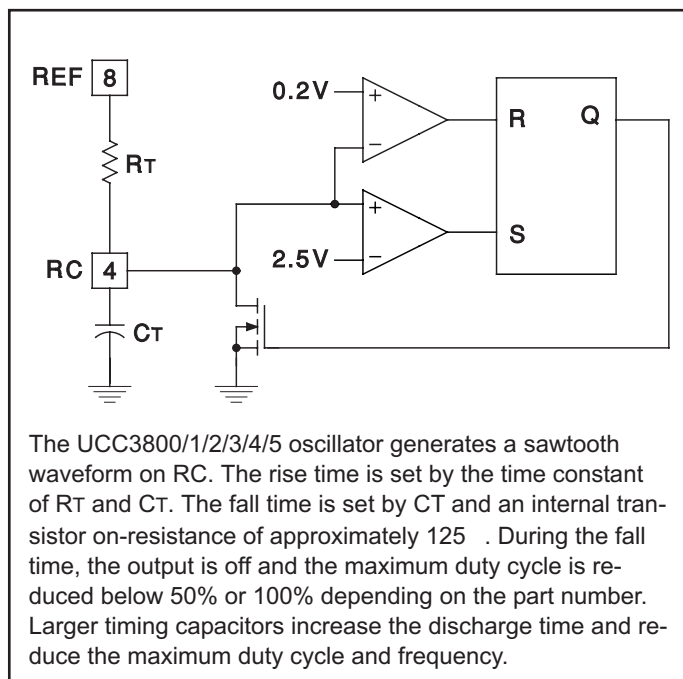 REF 8
0.2V
+
−
R Q
RT
+
−
S
2.5V
RC 4
CT
The UCC3800/1/2/3/4/5 oscillator generates a sawtooth
waveform on RC. The rise time is set by the time constant
of RT and CT. The fall time is set by CT and an internal tran-
sistor on-resistance of approximately 125 . During the fall
time, the output is off and the maximum duty cycle is re-
duced below 50% or 100% depending on the part number.
Larger timing capacitors increase the discharge time and re-
duce the maximum duty cycle and frequency.